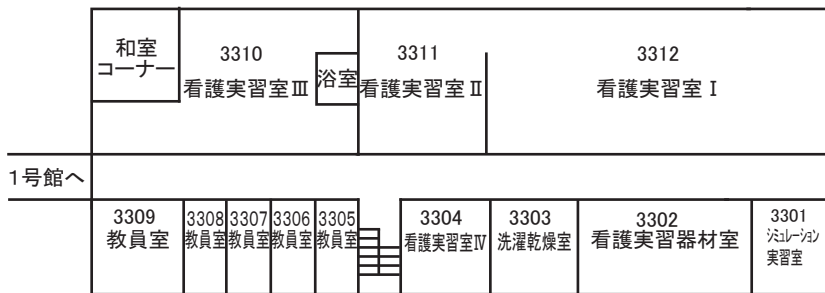 和室
コーナー
3310
看護実習室Ⅲ
浴室
3311
看護実習室Ⅱ
3312
看護実習室Ⅰ
1号館へ
3309
教員室
3308
教員室
3307
教員室
3306
教員室
3305
教員室
3304
看護実習室Ⅳ
3303
洗濯乾燥室
3302
看護実習器材室
3301
シミュレーション
実習室